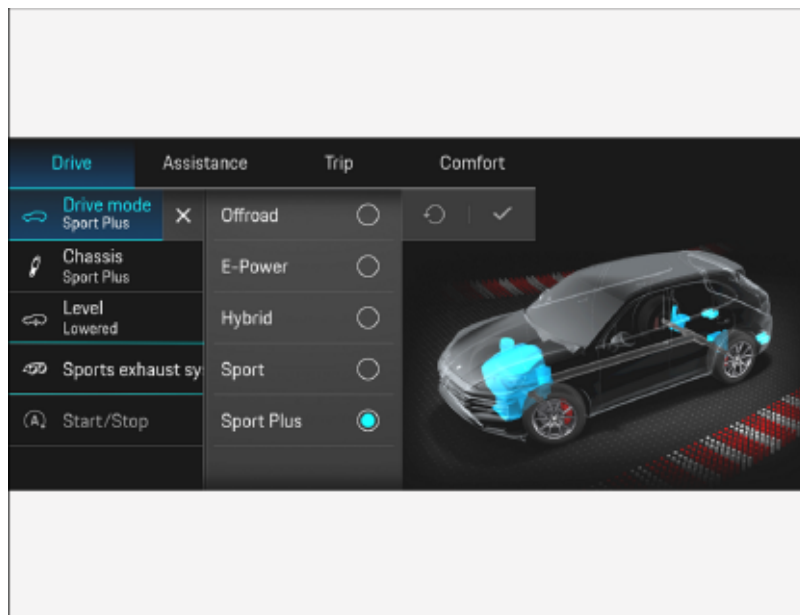 Drive Assistance Trip Comfort
Drive mode
Sport Plus
Chassis
Sport Plus
Level
Lowered
Sports exhaust sy
Start/Stop
Offroad
E-Power
Hybrid
Sport
Sport Plus